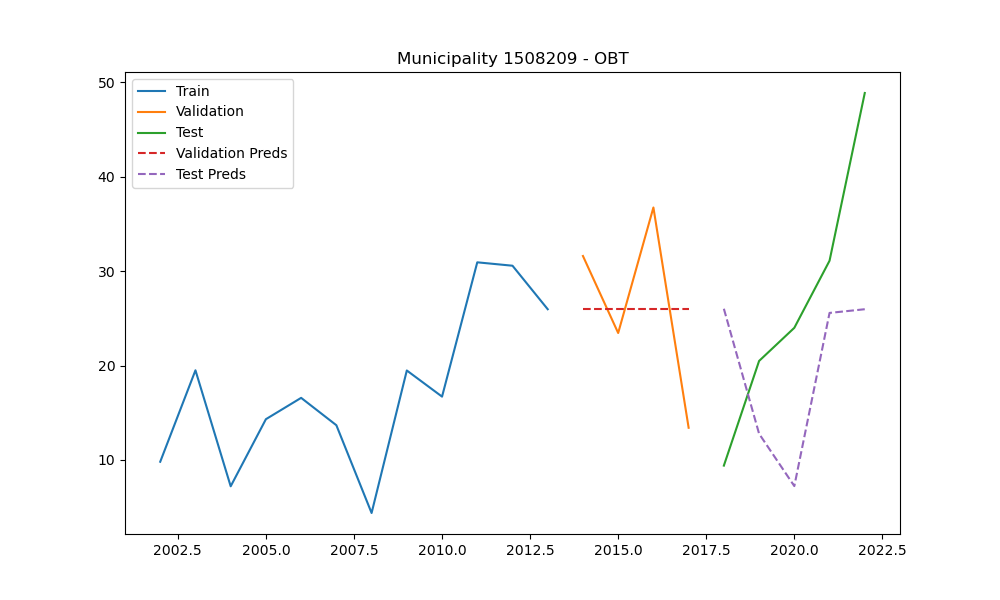 Municipality 1508209 - OBT
50
40
30
20
10
Train
Validation
Test
Validation Preds
Test Preds
2002.5 2005.0 2007.5 2010.0 2012.5 2015.0 2017.5 2020.0 2022.5